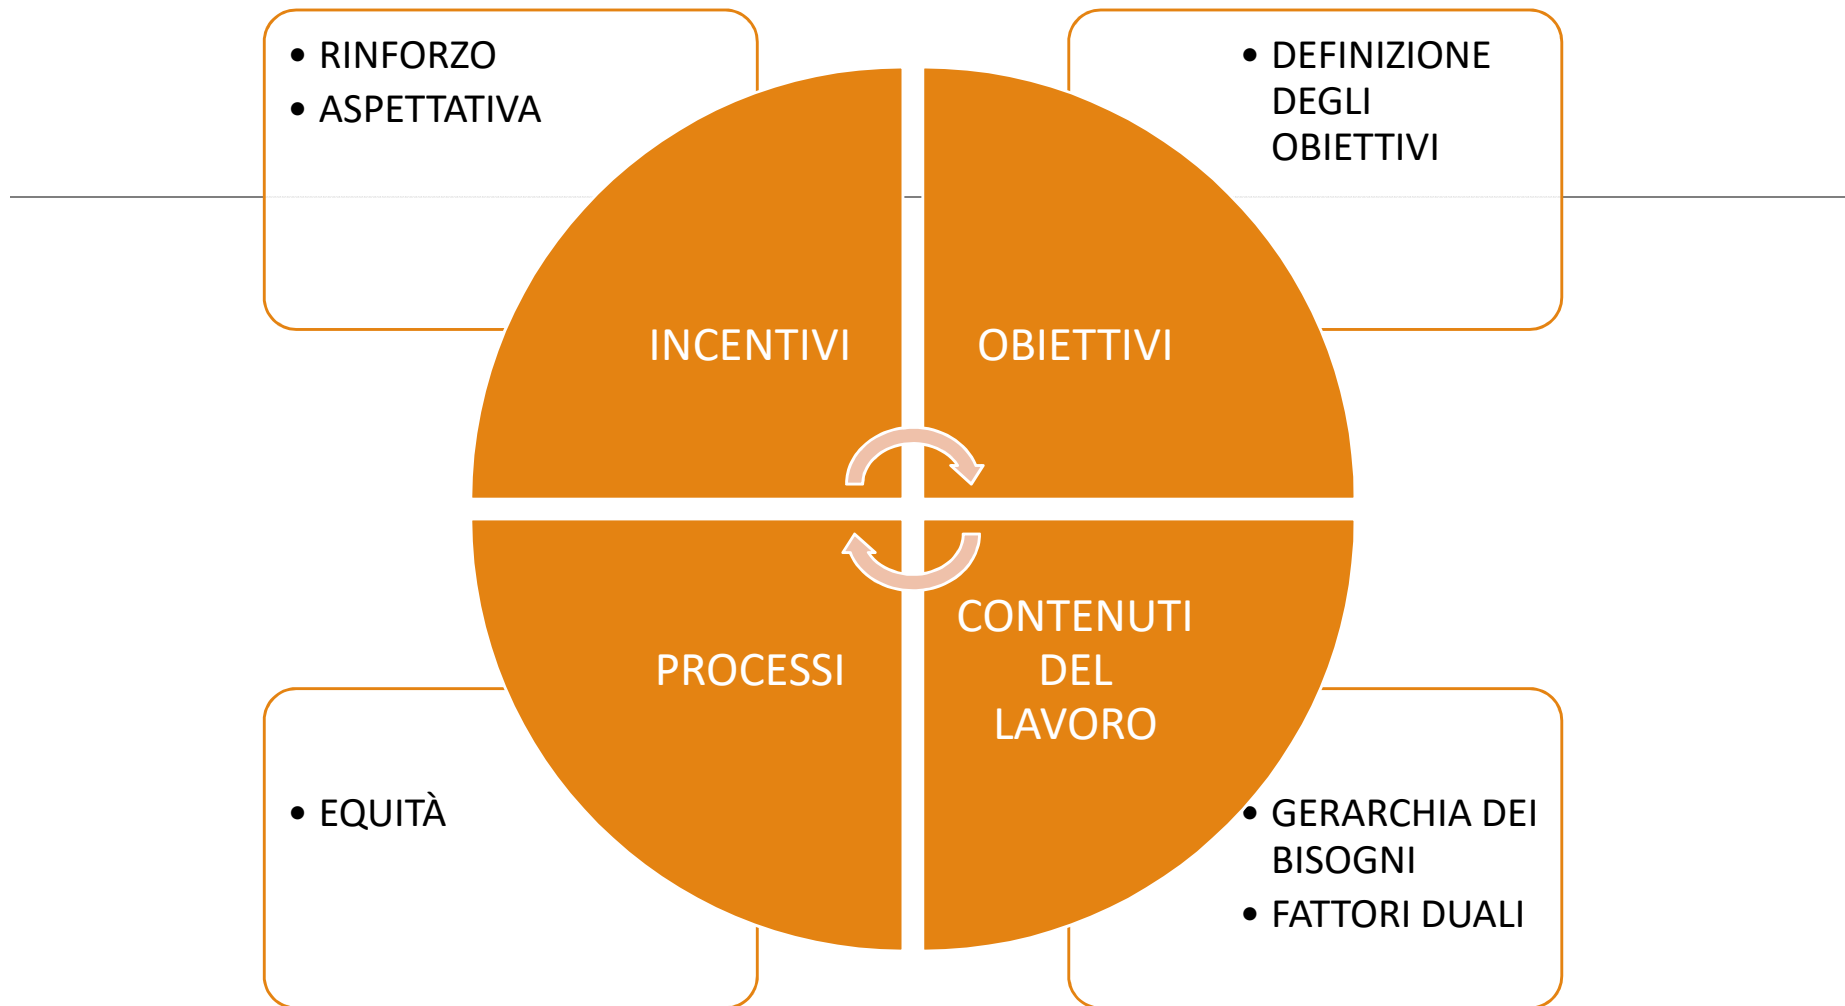 • RINFORZO
• ASPETTATIVA
• DEFINIZIONE
DEGLI
OBIETTIVI
INCENTIVI
OBIETTIVI
PROCESSI
CONTENUTI
DEL
LAVORO
• EQUITÀ
• GERARCHIA DEI
BISOGNI
• FATTORI DUALI